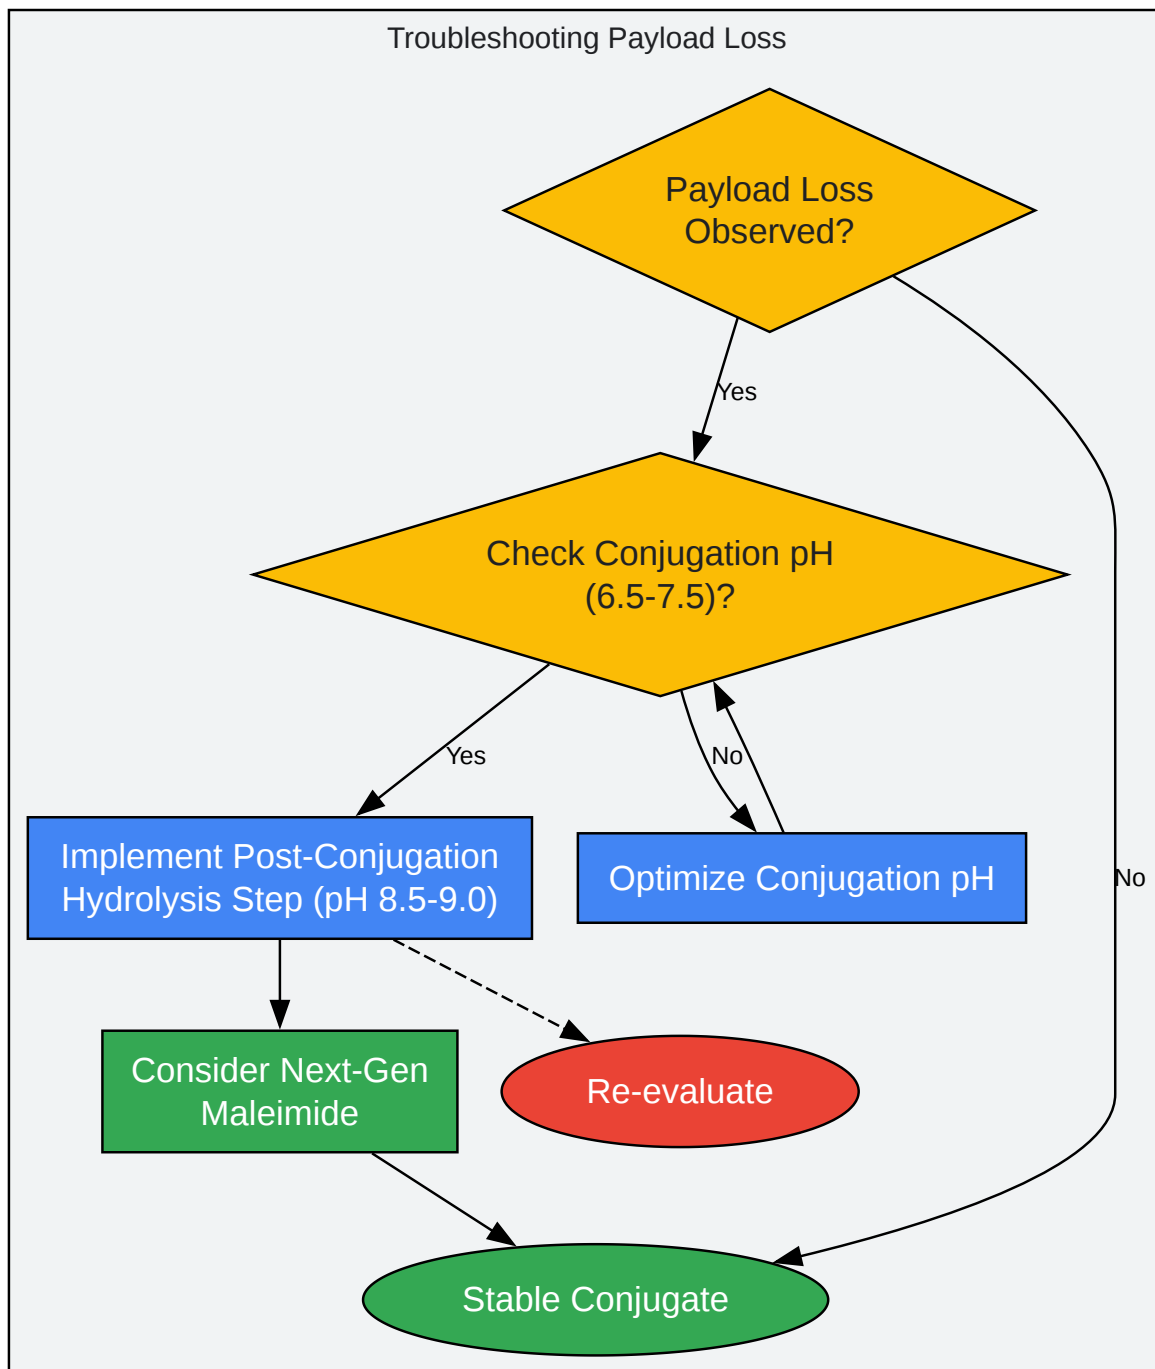 Troubleshooting Payload Loss
Payload Loss
Observed?
Yes
Check Conjugation pH
(6.5-7.5)?
Yes
No
Implement Post-Conjugation
Hydrolysis Step (pH 8.5-9.0)
Optimize Conjugation pH
No
Consider Next-Gen
Maleimide
Re-evaluate
Stable Conjugate